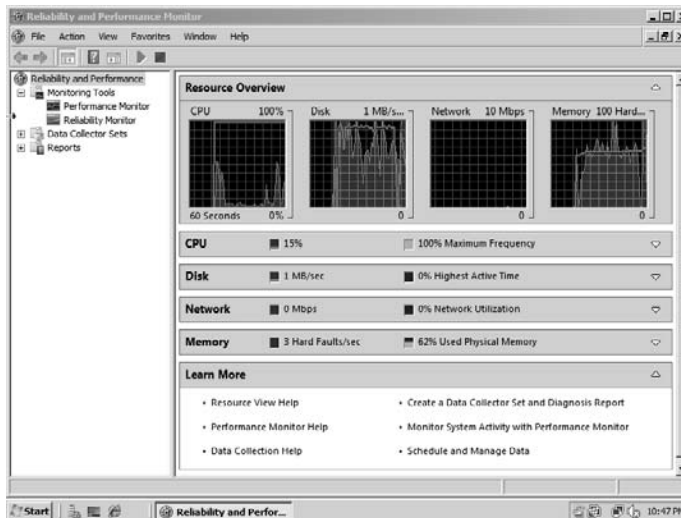 Reliability and Performance Monitor
File Action View Favorites Window Help
Reliability and Performance
Monitoring Tools
Performance Monitor
Reliability Monitor
Data Collector Sets
Reports
Resource Overview
CPU 100%
Disk 1 MB/s...
Network 10 Mbps
Memory 100 Hard...
60 Seconds 0%
0
0
0
CPU 15% 100% Maximum Frequency
Disk 1 MB/sec 0% Highest Active Time
Network 0 Mbps 0% Network Utilization
Memory 3 Hard Faults/sec 62% Used Physical Memory
Learn More
• Resource View Help
• Create a Data Collector Set and Diagnosis Report
• Performance Monitor Help
• Monitor System Activity with Performance Monitor
• Data Collection Help
• Schedule and Manage Data
Start
Reliability and Perfor...
10:47 PM